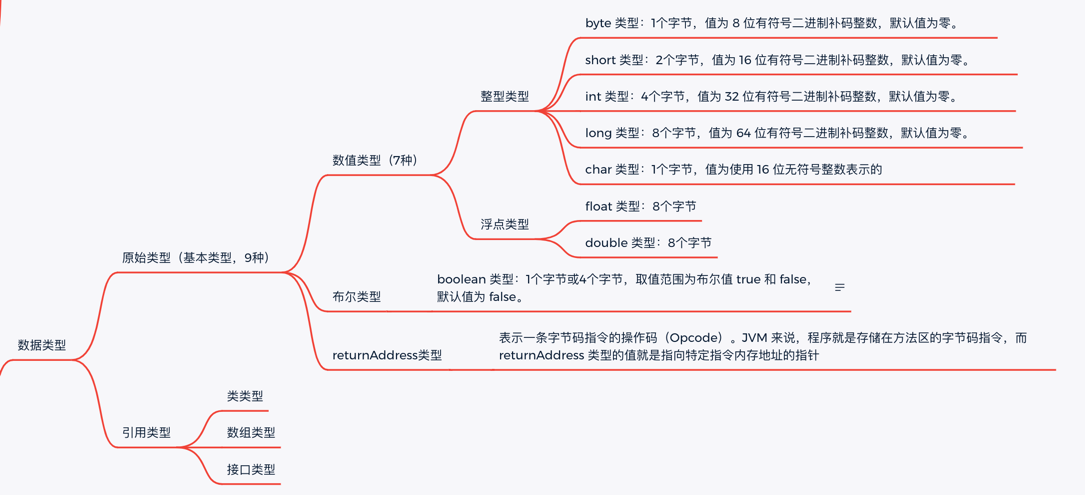 byte 类型：1个字节，值为 8 位有符号二进制补码整数，默认值为零。
short 类型：2个字节，值为 16 位有符号二进制补码整数，默认值为零。
整型类型
int 类型：4个字节，值为 32 位有符号二进制补码整数，默认值为零。
long 类型：8个字节，值为 64 位有符号二进制补码整数，默认值为零。
数值类型（7种）
char 类型：1个字节，值为使用 16 位无符号整数表示的
float 类型：8个字节
浮点类型
double 类型：8个字节
原始类型（基本类型，9种）
boolean 类型：1个字节或4个字节，取值范围为布尔值 true 和 false，
默认值为 false。
布尔类型
数据类型
表示一条字节码指令的操作码（Opcode）。JVM 来说，程序就是存储在方法区的字节码指令，而
returnAddress 类型的值就是指向特定指令内存地址的指针
returnAddress类型
类类型
引用类型
数组类型
接口类型